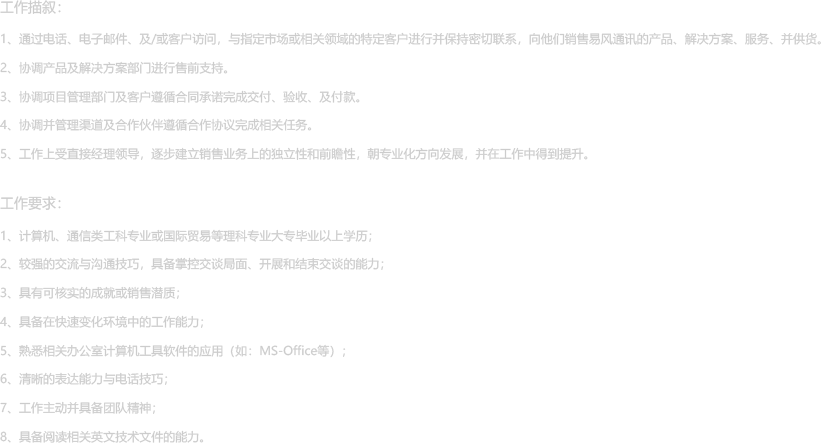 工作描叙：
1、通过电话、电子邮件、及/或客户访问，与指定市场或相关领域的特定客户进行并保持密切联系，向他们销售易风通讯的产品、解决方案、服务、并供货。
2、协调产品及解决方案部门进行售前支持。
3、协调项目管理部门及客户遵循合同承诺完成交付、验收、及付款。
4、协调并管理渠道及合作伙伴遵循合作协议完成相关任务。
5、工作上受直接经理领导，逐步建立销售业务上的独立性和前瞻性，朝专业化方向发展，并在工作中得到提升。
工作要求：
1、计算机、通信类工科专业或国际贸易等理科专业大专毕业以上学历；
2、较强的交流与沟通技巧，具备掌控交谈局面、开展和结束交谈的能力；
3、具有可核实的成就或销售潜质；
4、具备在快速变化环境中的工作能力；
5、熟悉相关办公室计算机工具软件的应用（如：MS-Office等）；
6、清晰的表达能力与电话技巧；
7、工作主动并具备团队精神；
8、具备阅读相关英文技术文件的能力。